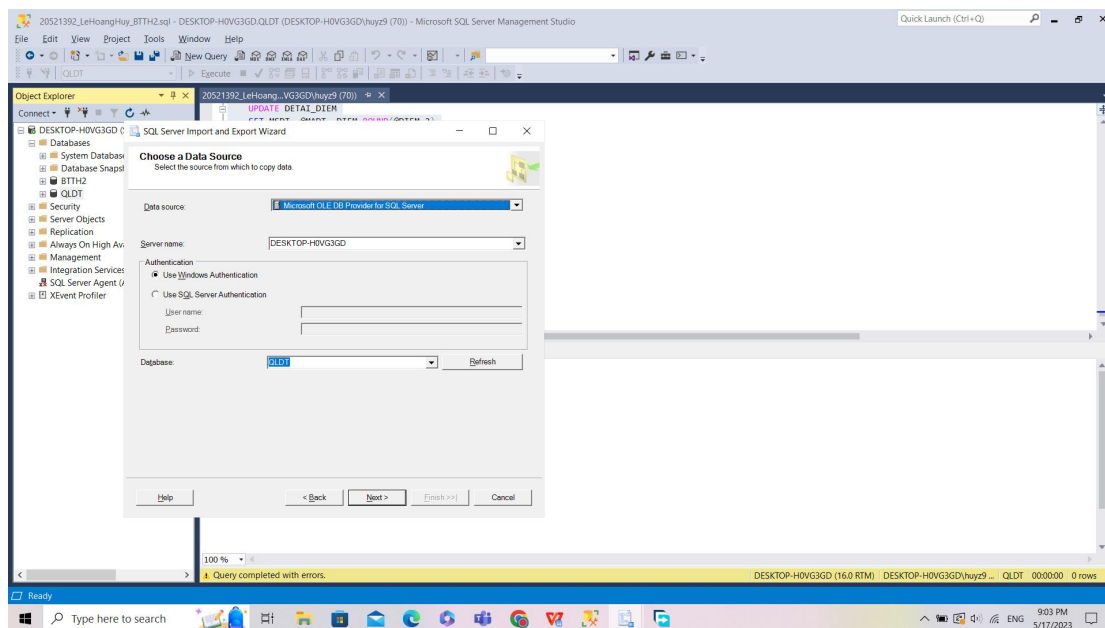 20521392_LeHoangHuy_BTTH2.sql - DESKTOP-H0VG3GD.QLDT (DESKTOP-H0VG3GD\huyz9 (70)) - Microsoft SQL Server Management Studio
Quick Launch (Ctrl+Q)
File Edit View Project Tools Window Help
New Query
QLDT
Execute
Object Explorer
20521392_LeHoang...VG3GD\huyz9 (70))
Connect
UPDATE DETAI_DIEM
DESKTOP-H0VG3GD (
SQL Server Import and Export Wizard
Databases
System Databas
Database Snaps
BTTH2
QLDT
Security
Server Objects
Replication
Always On High Av
Management
Integration Services
SQL Server Agent (
XEvent Profiler
Choose a Data Source
Select the source from which to copy data.
Data source:
Microsoft OLE DB Provider for SQL Server
Server name:
DESKTOP-H0VG3GD
Authentication
Use Windows Authentication
Use SQL Server Authentication
User name:
Password:
Database:
QLDT
Refresh
Help
< Back
Next >
Finish >>|
Cancel
100 %
Query completed with errors.
DESKTOP-H0VG3GD (16.0 RTM)
DESKTOP-H0VG3GD\huyz9 ...
QLDT
00:00:00
0 rows
Ready
Type here to search
ENG
9:03 PM
5/17/2023